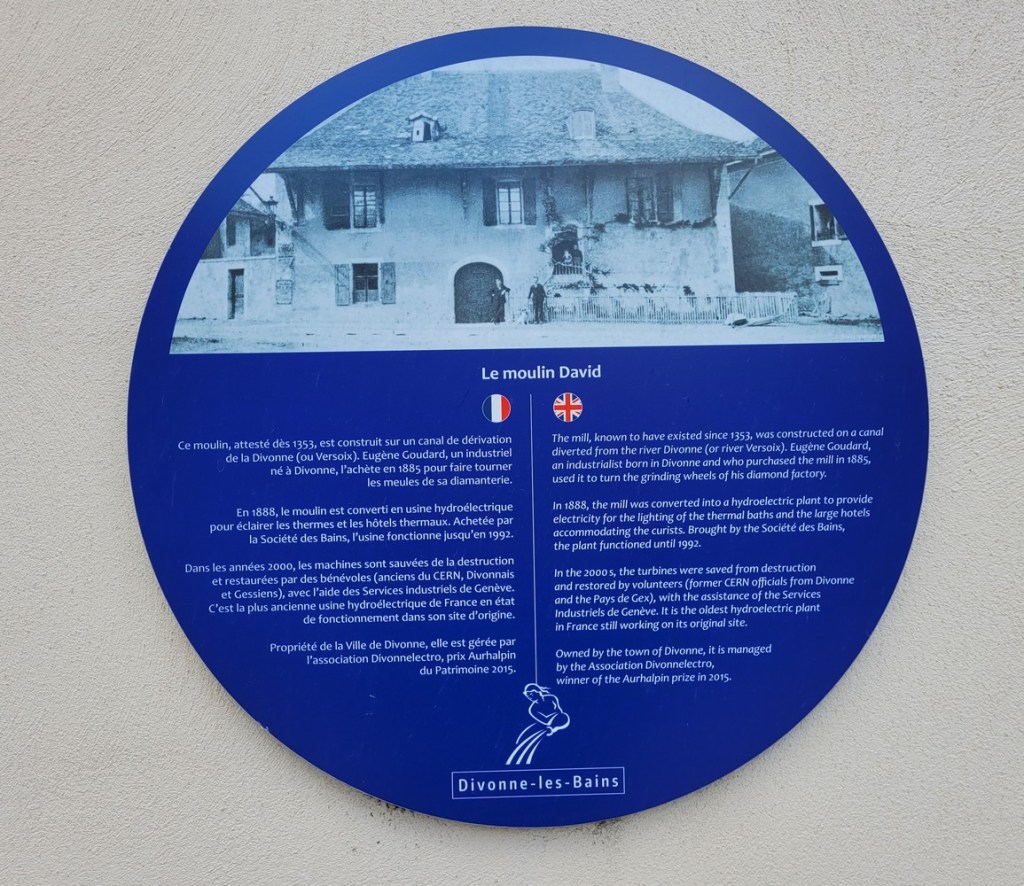 Le moulin David
Ce moulin, attesté dès 1353, est construit sur un canal de dérivation
de la Divonne (ou Versoix). Eugène Goudard, un industriel
né à Divonne, l'achète en 1885 pour faire tourner
les meules de sa diamanterie.
En 1888, le moulin est converti en usine hydroélectrique
pour éclairer les thermes et les hôtels thermaux. Achetée par
la Société des Bains, l'usine fonctionne jusqu'en 1992.
Dans les années 2000, les machines sont sauvées de la destruction
et restaurées par des bénévoles (anciens du CERN, Divonnais
et Gessiens), avec l'aide des Services industriels de Genève.
C'est la plus ancienne usine hydroélectrique de France en état
de fonctionnement dans son site d'origine.
Propriété de la Ville de Divonne, elle est gérée par
l'association Divonnelectro, prix Aurhalpin
du Patrimoine 2015.
The mill, known to have existed since 1353, was constructed on a canal
diverted from the river Divonne (or river Versoix). Eugène Goudard,
an industrialist born in Divonne and who purchased the mill in 1885,
used it to turn the grinding wheels of his diamond factory.
In 1888, the mill was converted into a hydroelectric plant to provide
electricity for the lighting of the thermal baths and the large hotels
accommodating the curists. Brought by the Société des Bains,
the plant functioned until 1992.
In the 2000 s, the turbines were saved from destruction
and restored by volunteers (former CERN officials from Divonne
and the Pays de Gex), with the assistance of the Services
Industriels de Genève. It is the oldest hydroelectric plant
in France still working on its original site.
Owned by the town of Divonne, it is managed
by the Association Divonnelectro,
winner of the Aurhalpin prize in 2015.
Divonne-les-Bains